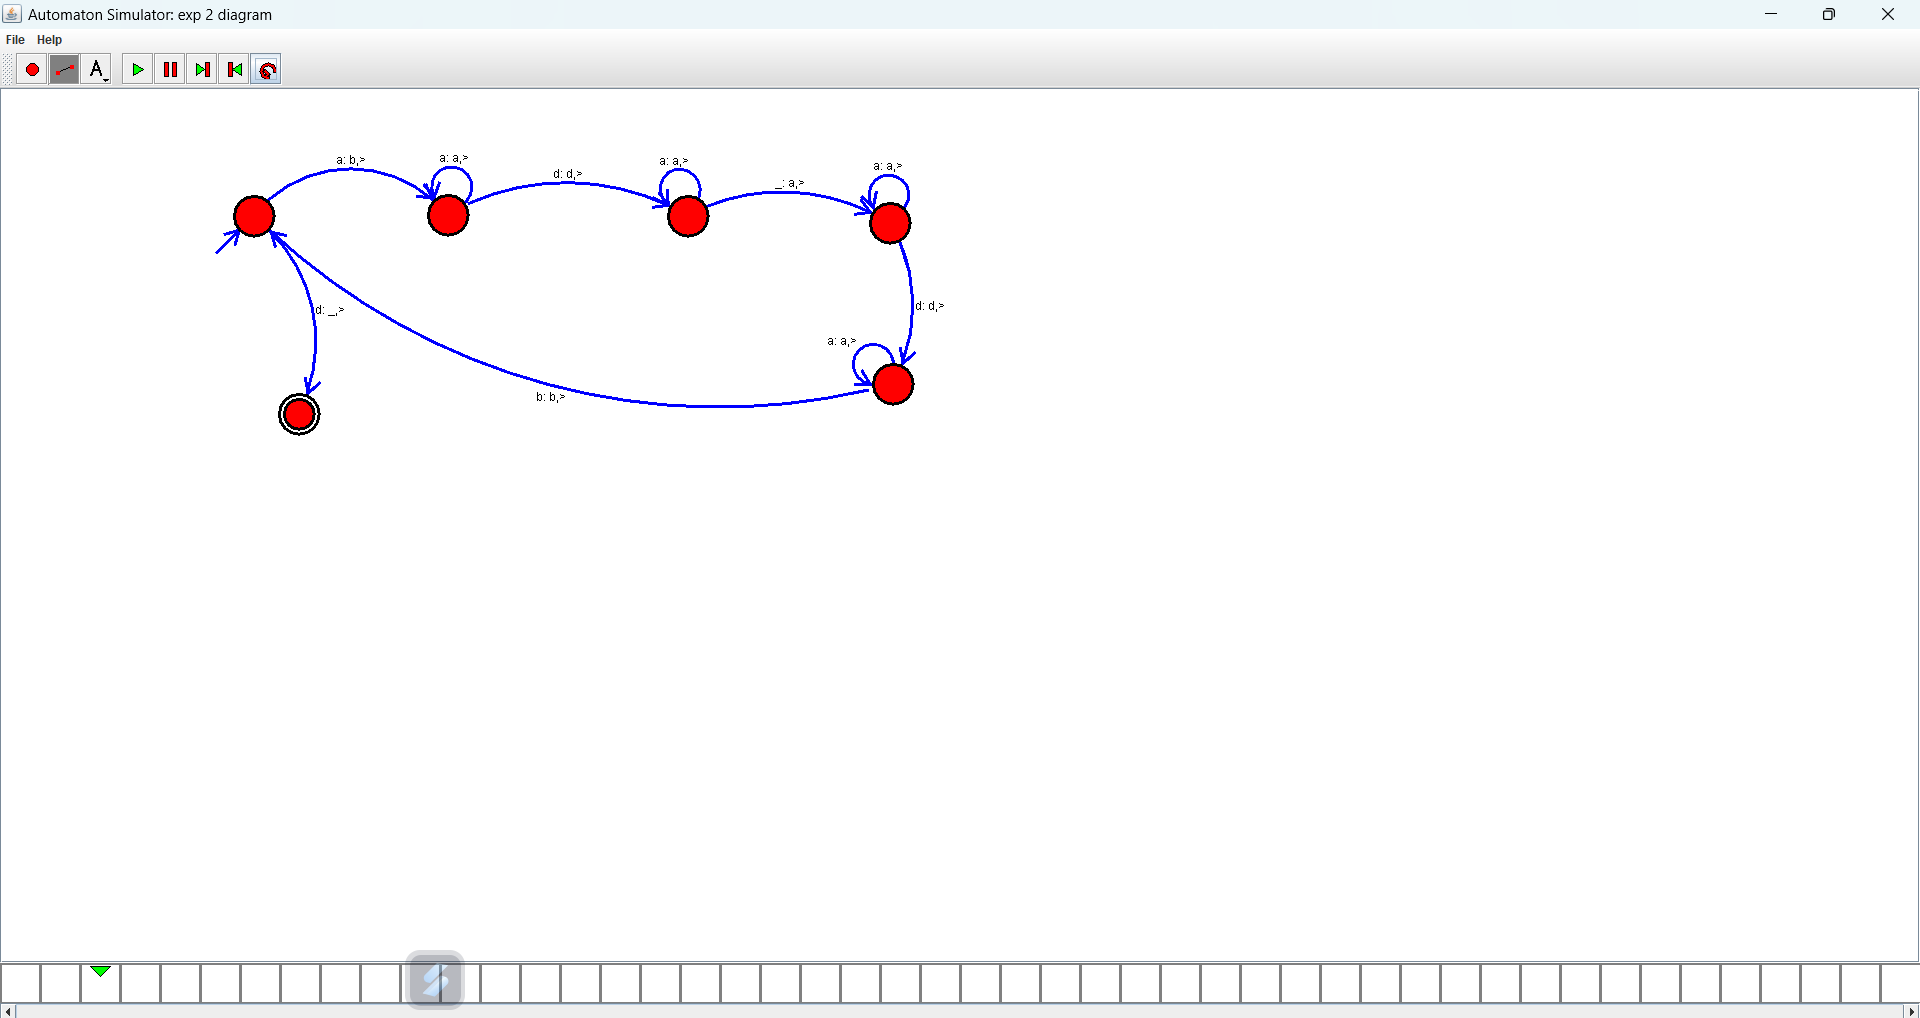 Automaton Simulator: exp 2 diagram
File Help
A
a: b,>
a: a,>
d: d,>
a: a,>
_: a,>
a: a,>
d: _,>
d: d,>
a: a,>
b: b,>